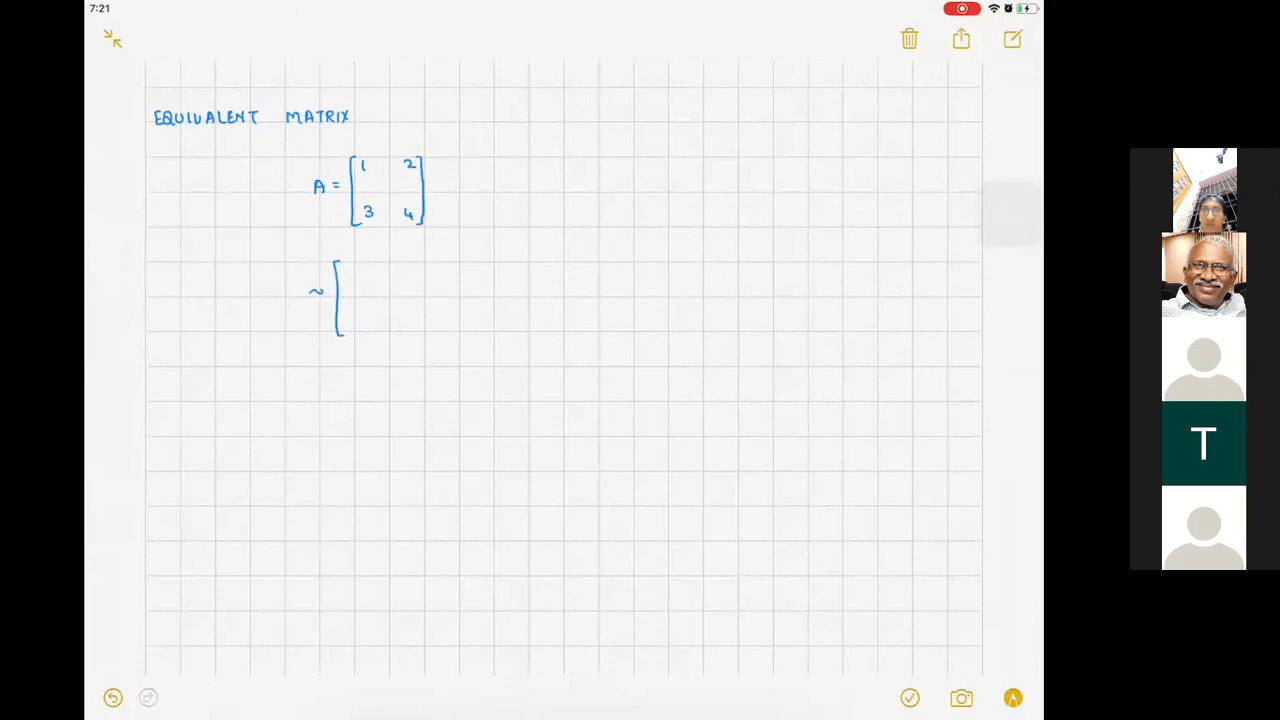 7:21
EQUIVALENT MATRIX
A = [1 2
3 4]
~ [
T